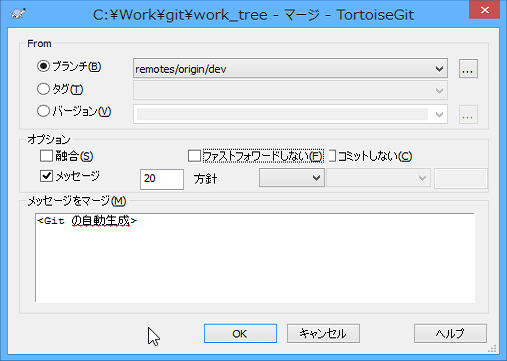 C:¥Work¥git¥work_tree - マージ - TortoiseGit
From
ブランチ(B) remotes/origin/dev ...
タグ(T)
バージョン(V) ...
オプション
融合(S) ファストフォワードしない(F) コミットしない(C)
メッセージ 20 方針
メッセージをマージ(M)
<Git の自動生成>
OK キャンセル ヘルプ